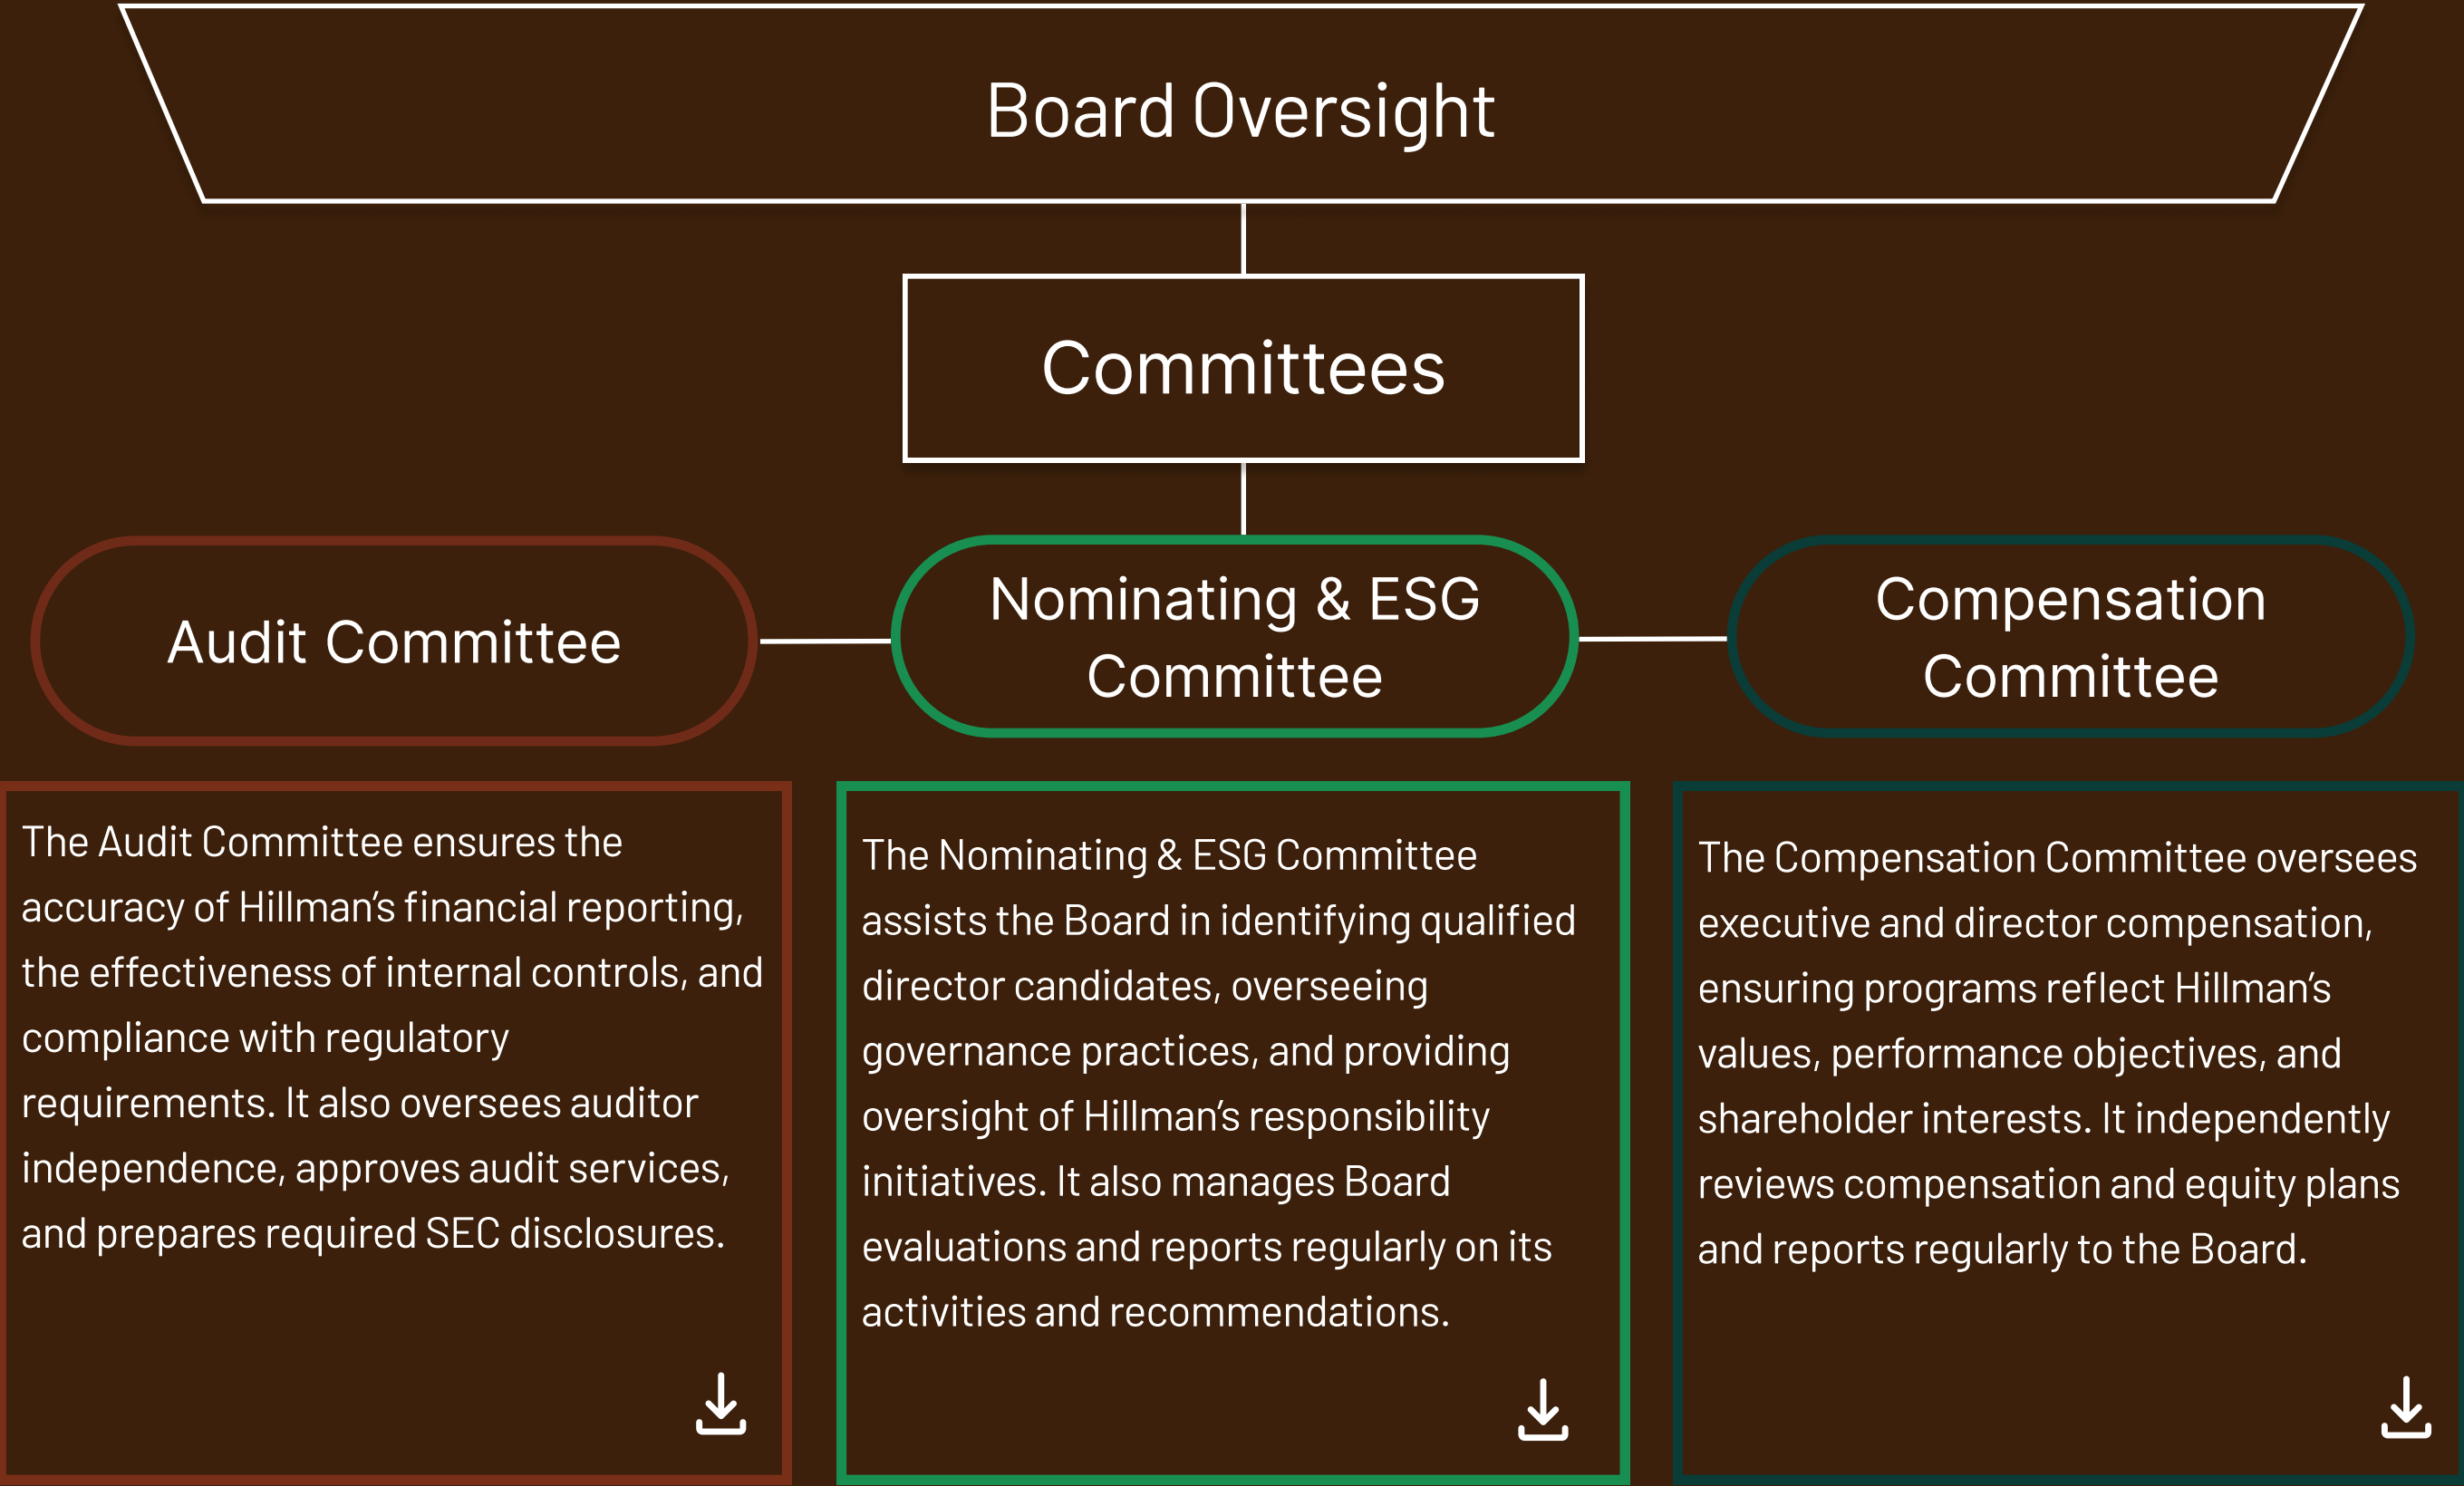 Board Oversight
Committees
Audit Committee
Nominating & ESG
Committee
Compensation
Committee
The Audit Committee ensures the
accuracy of Hillman’s financial reporting,
the effectiveness of internal controls, and
compliance with regulatory
requirements. It also oversees auditor
independence, approves audit services,
and prepares required SEC disclosures.
The Nominating & ESG Committee
assists the Board in identifying qualified
director candidates, overseeing
governance practices, and providing
oversight of Hillman’s responsibility
initiatives. It also manages Board
evaluations and reports regularly on its
activities and recommendations.
The Compensation Committee oversees
executive and director compensation,
ensuring programs reflect Hillman’s
values, performance objectives, and
shareholder interests. It independently
reviews compensation and equity plans
and reports regularly to the Board.